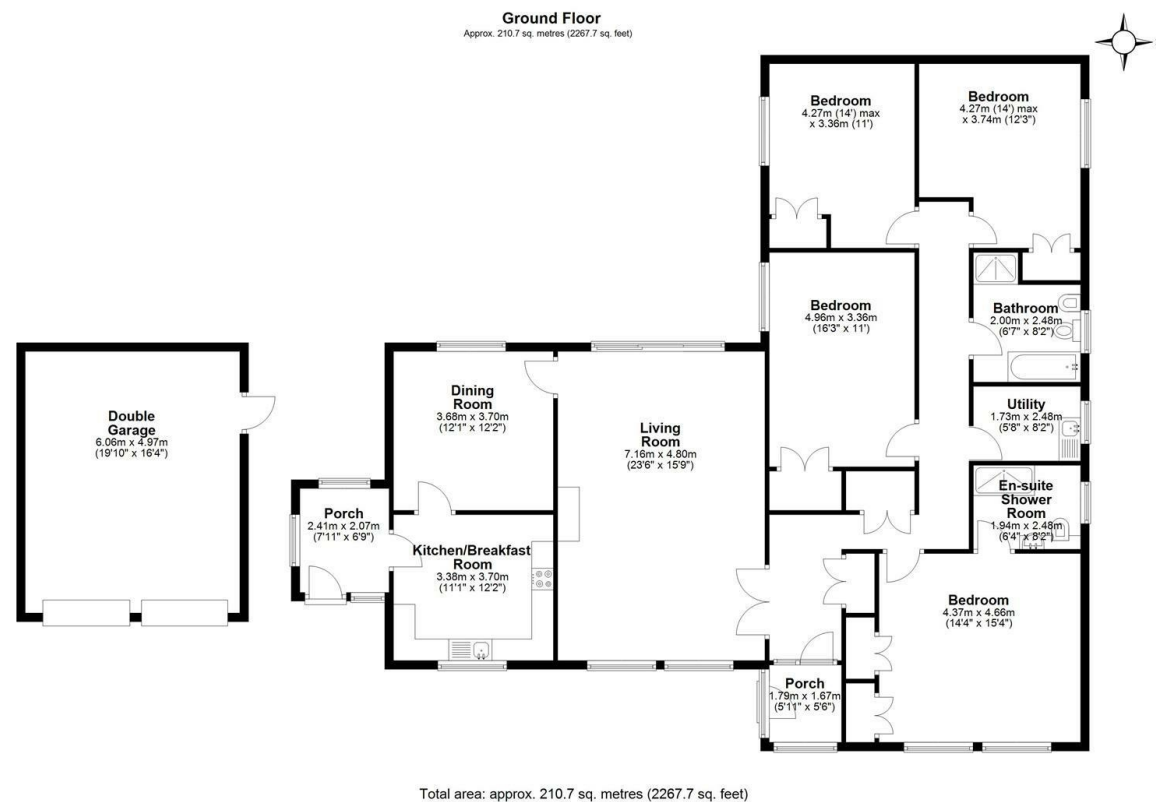 Ground Floor
Approx. 210.7 sq. metres (2267.7 sq. feet)
Bedroom
4.27m (14') max
x 3.36m (11')
Bedroom
4.27m (14') max
x 3.74m (12'3")
Bedroom
4.96m x 3.36m
(16'3" x 11')
Bathroom
2.00m x 2.48m
(6'7" x 8'2")
Dining
Room
3.68m x 3.70m
(12'1" x 12'2")
Utility
1.73m x 2.48m
(5'8" x 8'2")
Double
Garage
6.06m x 4.97m
(19'10" x 16'4")
Living
Room
7.16m x 4.80m
(23'6" x 15'9")
En-suite
Shower
Room
1.94m x 2.48m
(6'4" x 8'2")
Porch
2.41m x 2.07m
(7'11" x 6'9")
Kitchen/Breakfast
Room
3.38m x 3.70m
(11'1" x 12'2")
Bedroom
4.37m x 4.66m
(14'4" x 15'4")
Porch
1.79m x 1.67m
(5'11" x 5'6")
Total area: approx. 210.7 sq. metres (2267.7 sq. feet)